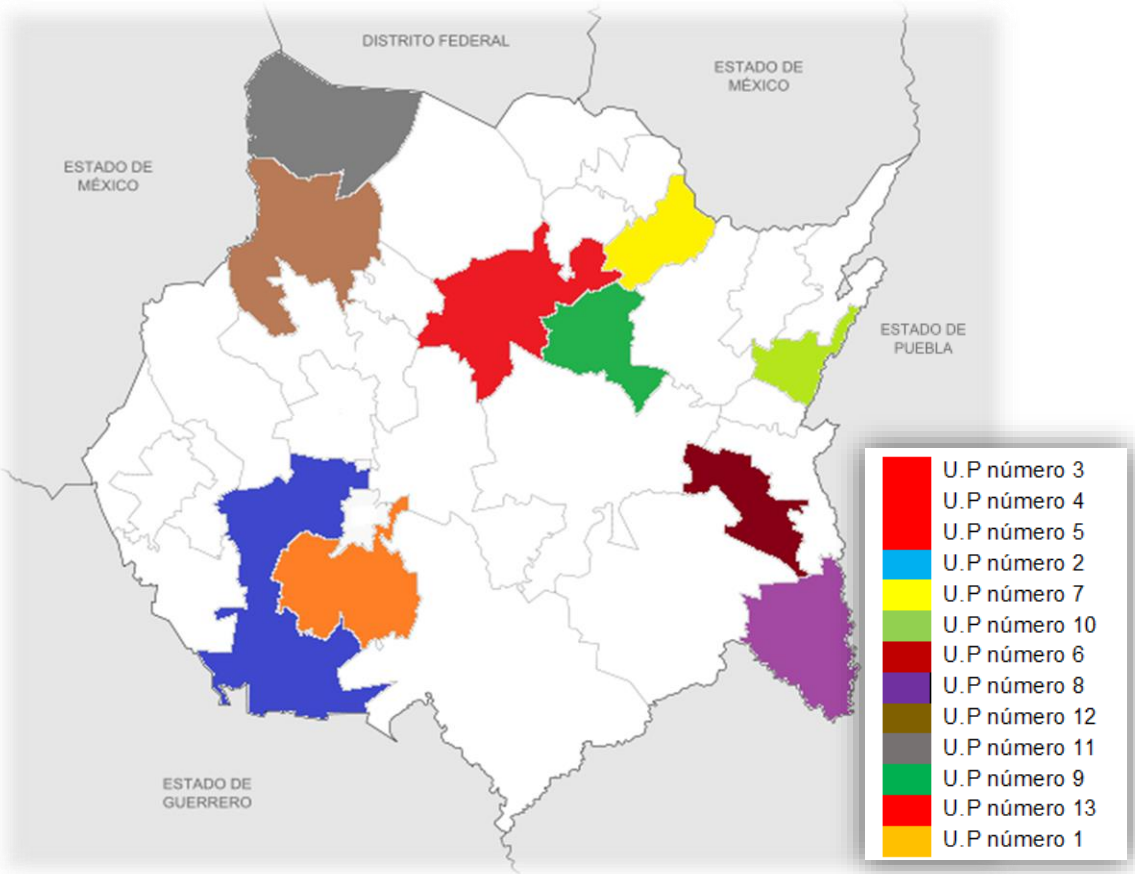 DISTRITO FEDERAL
ESTADO DE
MÉXICO
ESTADO DE
MÉXICO
ESTADO DE
PUEBLA
ESTADO DE
GUERRERO
U.P número 3
U.P número 4
U.P número 5
U.P número 2
U.P número 7
U.P número 10
U.P número 6
U.P número 8
U.P número 12
U.P número 11
U.P número 9
U.P número 13
U.P número 1